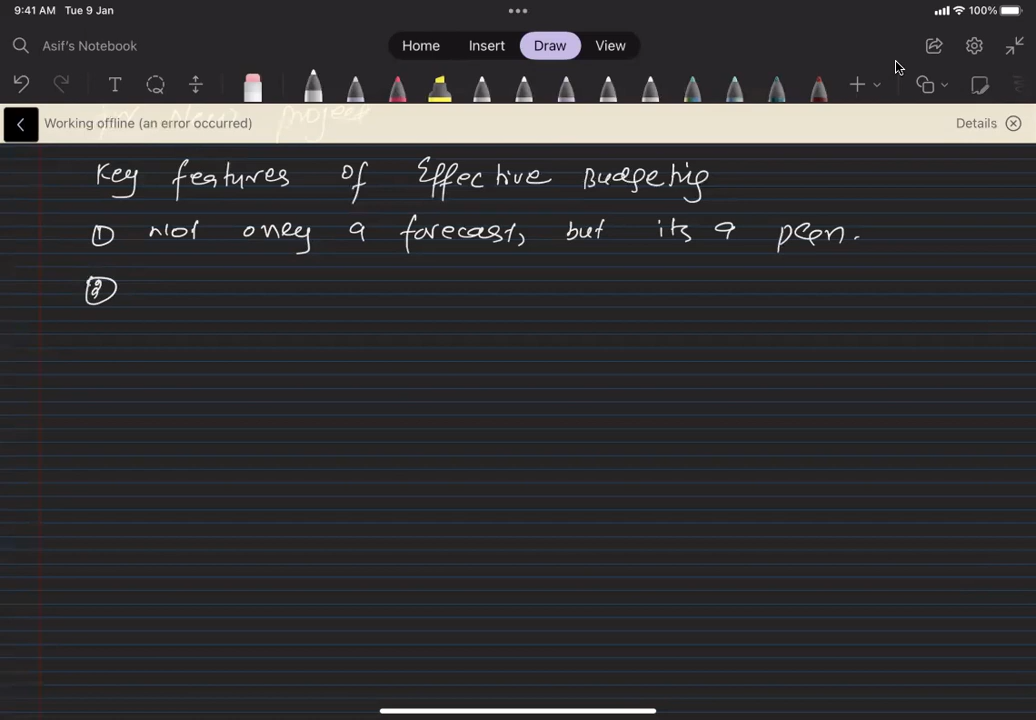 9:41 AM Tue 9 Jan
100%
Asif's Notebook
Home Insert Draw View
T
project
Working offline (an error occurred)
Details
Key features of Effective Budgeting
① Not only a forecast, but its a plan.
②